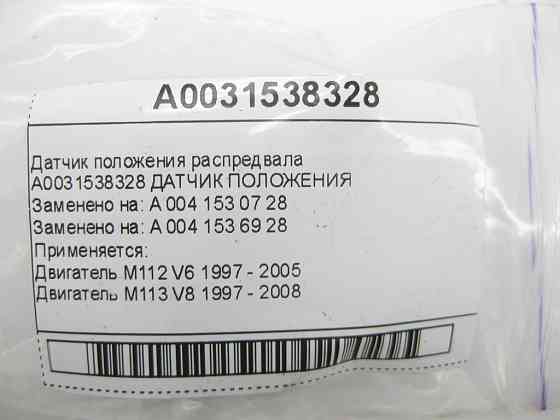 A0031538328
Датчик положения распредвала
A0031538328 ДАТЧИК ПОЛОЖЕНИЯ
Заменено на: A 004 153 07 28
Заменено на: A 004 153 69 28
Применяется:
Двигатель M112 V6 1997 - 2005
Двигатель M113 V8 1997 - 2008